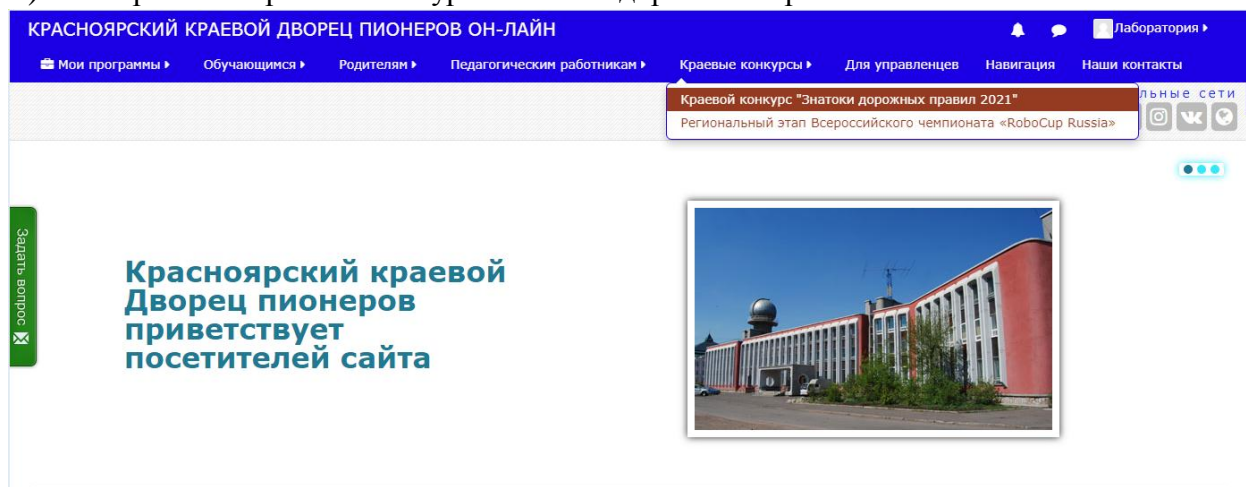 КРАСНОЯРСКИЙ КРАЕВОЙ ДВОРЕЦ ПИОНЕРОВ ОН-ЛАЙН
Лаборатория
Мои программы
Обучающимся
Родителям
Педагогическим работникам
Краевые конкурсы
Для управленцев
Навигация
Наши контакты
Краевой конкурс "Знатоки дорожных правил 2021"
Региональный этап Всероссийского чемпионата «RoboCup Russia»
сети
Задать вопрос
Красноярский краевой
Дворец пионеров
приветствует
посетителей сайта